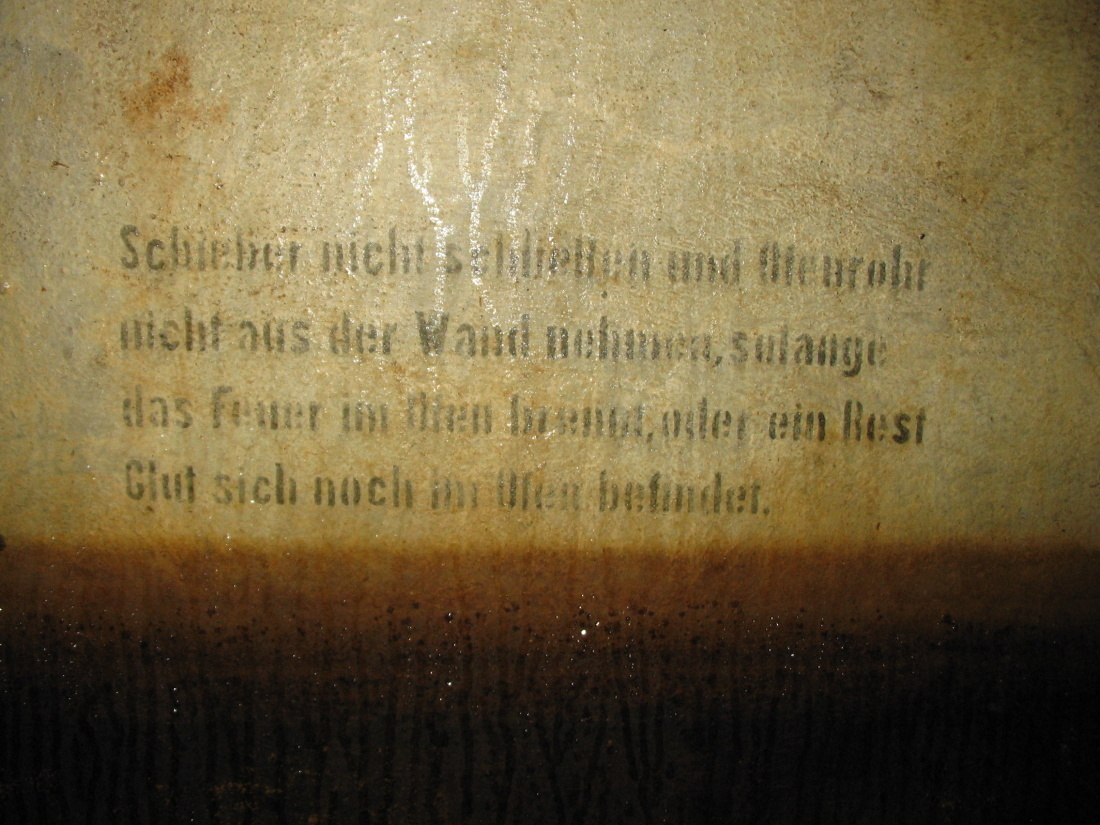 Schieber nicht schließen und Ofenrohr
nicht aus der Wand nehmen, solange
das Feuer im Ofen brennt, oder ein Rest
Glut sich noch im Ofen befindet.